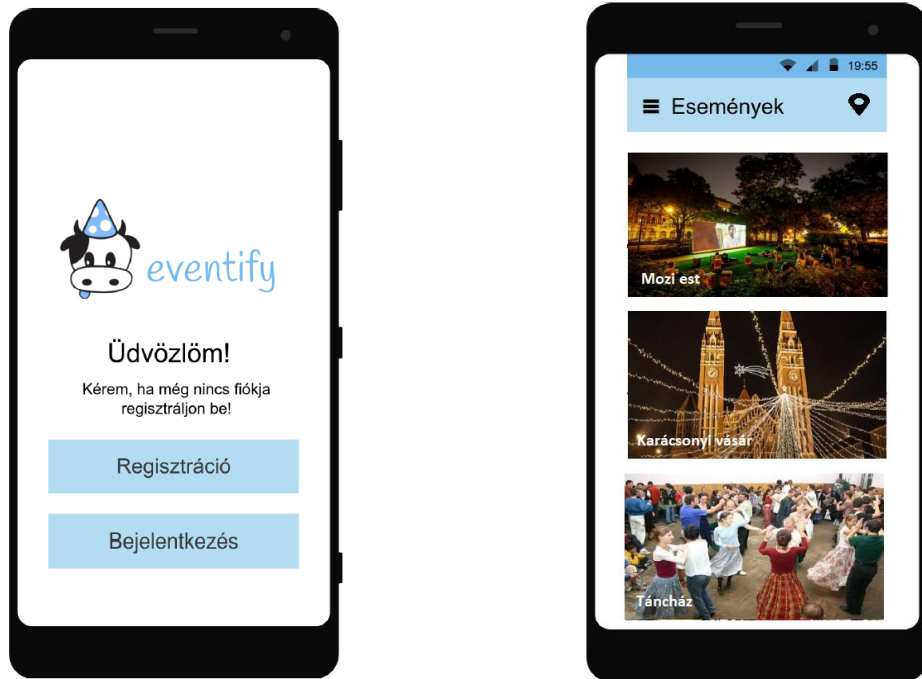 eventify
Üdvözlöm!
Kérem, ha még nincs fiókja
regisztráljon be!
Regisztráció
Bejelentkezés
19:55
Események
Mozi est
Karácsonyi vásár
Táncház